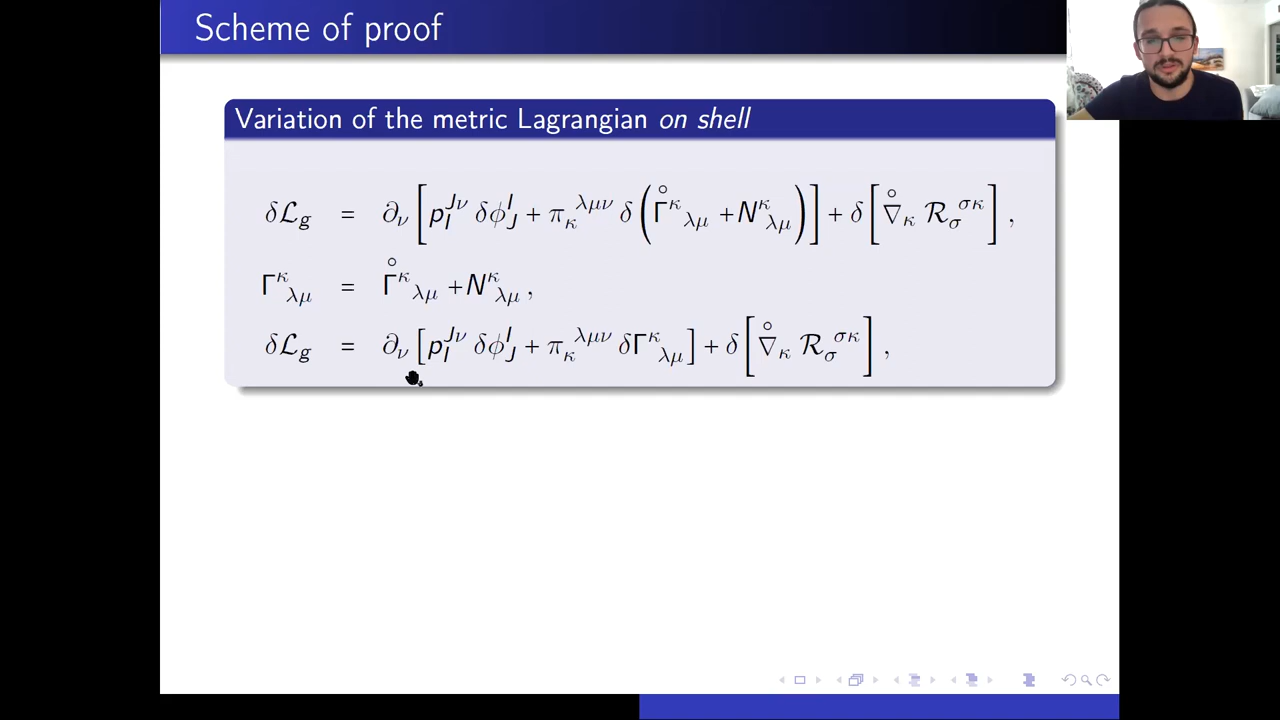 Scheme of proof
Variation of the metric Lagrangian on shell
δℒ_g = ∂_ν [ p_I^{Jν} δϕ^I_J + π_κ^{λμν} δ ( Γ̊^κ_{λμ} + N^κ_{λμ} ) ] + δ [ ∇̊_κ ℛ_σ^{σκ} ] ,
Γ^κ_{λμ} = Γ̊^κ_{λμ} + N^κ_{λμ} ,
δℒ_g = ∂_ν [ p_I^{Jν} δϕ^I_J + π_κ^{λμν} δΓ^κ_{λμ} ] + δ [ ∇̊_κ ℛ_σ^{σκ} ] ,